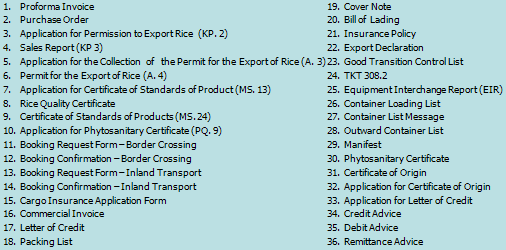 1. Proforma Invoice
2. Purchase Order
3. Application for Permission to Export Rice (KP. 2)
4. Sales Report (KP 3)
5. Application for the Collection of the Permit for the Export of Rice (A. 3)
6. Permit for the Export of Rice (A. 4)
7. Application for Certificate of Standards of Product (MS. 13)
8. Rice Quality Certificate
9. Certificate of Standards of Products (MS. 24)
10. Application for Phytosanitary Certificate (PQ. 9)
11. Booking Request Form – Border Crossing
12. Booking Confirmation – Border Crossing
13. Booking Request Form – Inland Transport
14. Booking Confirmation – Inland Transport
15. Cargo Insurance Application Form
16. Commercial Invoice
17. Letter of Credit
18. Packing List
19. Cover Note
20. Bill of Lading
21. Insurance Policy
22. Export Declaration
23. Good Transition Control List
24. TKT 308.2
25. Equipment Interchange Report (EIR)
26. Container Loading List
27. Container List Message
28. Outward Container List
29. Manifest
30. Phytosanitary Certificate
31. Certificate of Origin
32. Application for Certificate of Origin
33. Application for Letter of Credit
34. Credit Advice
35. Debit Advice
36. Remittance Advice